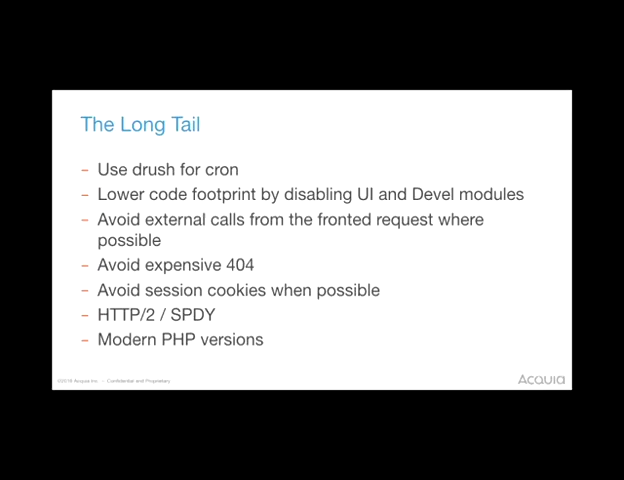 The Long Tail
– Use drush for cron
– Lower code footprint by disabling UI and Devel modules
– Avoid external calls from the fronted request where
possible
– Avoid expensive 404
– Avoid session cookies when possible
– HTTP/2 / SPDY
– Modern PHP versions
Acquia Inc. — Confidential and Proprietary
Acquia